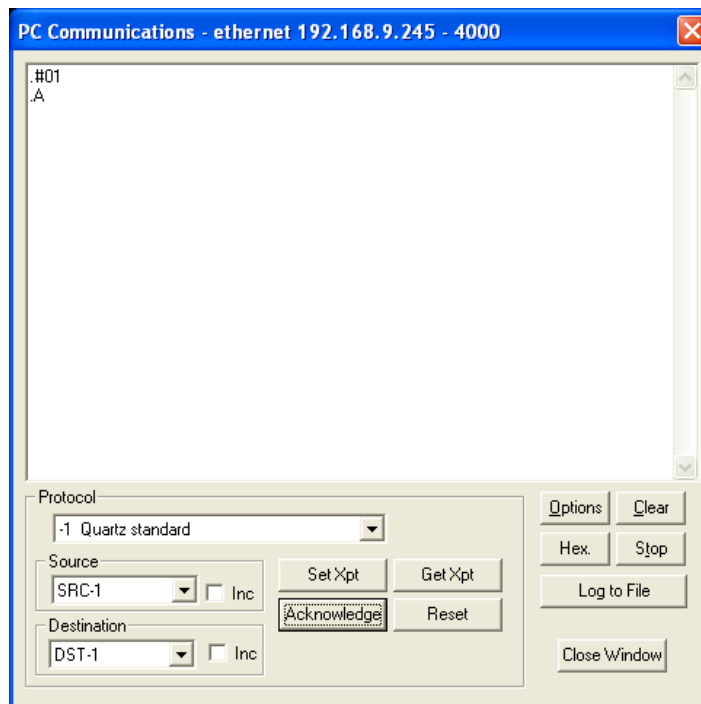 PC Communications - ethernet 192.168.9.245 - 4000
.#01
.A
Protocol
-1 Quartz standard
Source
SRC-1
Inc
Destination
DST-1
Inc
Set Xpt
Get Xpt
Acknowledge
Reset
Options
Clear
Hex.
Stop
Log to File
Close Window